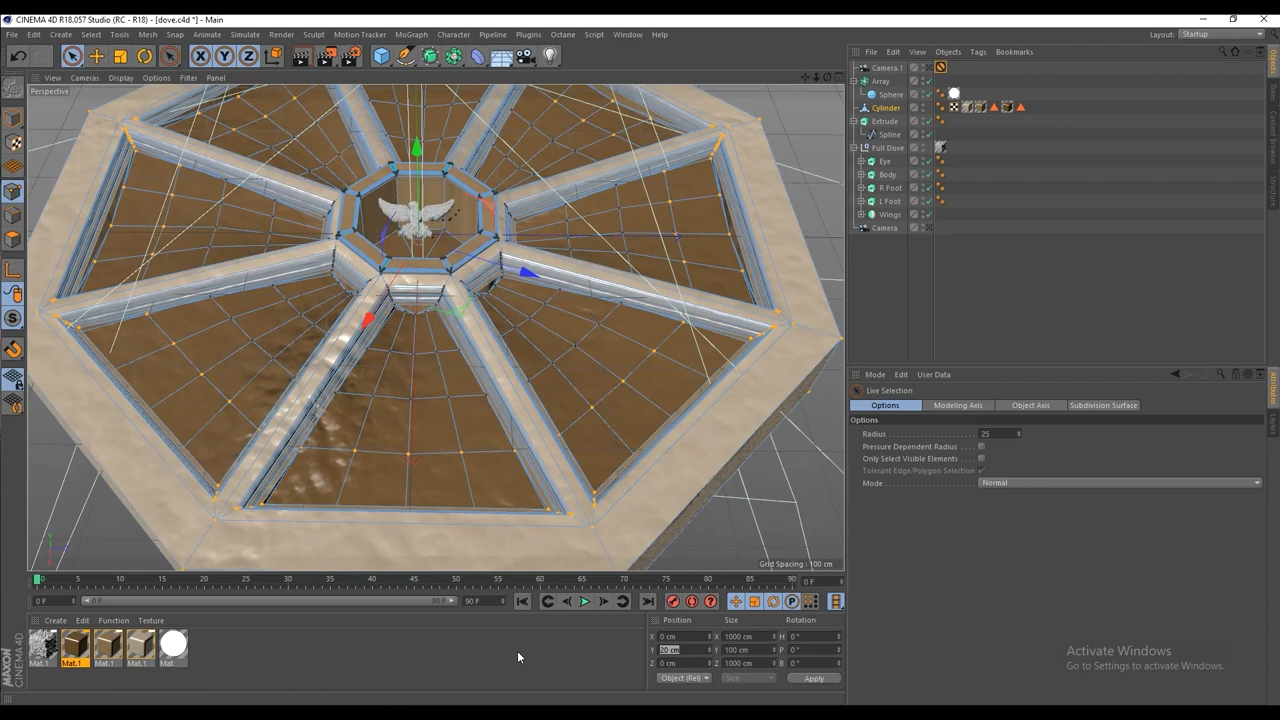 CINEMA 4D R18.057 Studio (RC - R18) - [dove.c4d *] - Main
File Edit Create Select Tools Mesh Snap Animate Simulate Render Sculpt Motion Tracker MoGraph Character Pipeline Plugins Octane Script Window Help Layout: Startup
File Edit View Objects Tags Bookmarks
View Cameras Display Options Filter Panel
Perspective
Camera.1
Array
Sphere
Cylinder
Extrude
Spline
Full Dove
Eye
Body
R Foot
L Foot
Wings
Camera
Objects
Content Browser
Structure
Mode Edit User Data
Live Selection
Options Modeling Axis Object Axis Subdivision Surface
Options
Radius 25
Pressure Dependent Radius
Only Select Visible Elements
Tolerant Edge/Polygon Selection
Mode Normal
Attributes
Layers
Grid Spacing : 100 cm
0 5 10 15 20 25 30 35 40 45 50 55 60 65 70 75 80 85 90 0 F
0 F 0 F 90 F 90 F
Create Edit Function Texture
Mat.1 Mat.1 Mat.1 Mat.1 Mat
Position Size Rotation
X 0 cm X 1000 cm H 0 °
Y 50 cm Y 100 cm P 0 °
Z 0 cm Z 1000 cm B 0 °
Object (Rel) Size Apply
MAXON
CINEMA 4D
Activate Windows
Go to Settings to activate Windows.